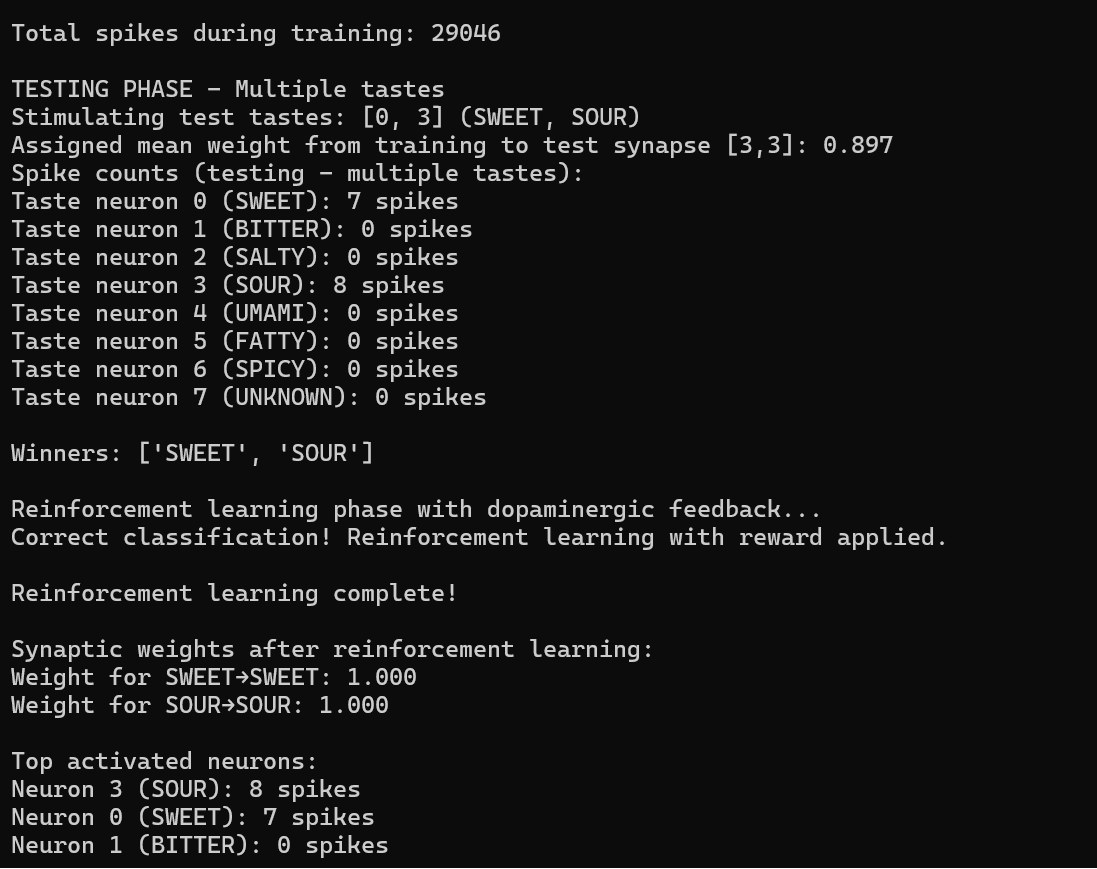 Total spikes during training: 29046
TESTING PHASE – Multiple tastes
Stimulating test tastes: [0, 3] (SWEET, SOUR)
Assigned mean weight from training to test synapse [3,3]: 0.897
Spike counts (testing – multiple tastes):
Taste neuron 0 (SWEET): 7 spikes
Taste neuron 1 (BITTER): 0 spikes
Taste neuron 2 (SALTY): 0 spikes
Taste neuron 3 (SOUR): 8 spikes
Taste neuron 4 (UMAMI): 0 spikes
Taste neuron 5 (FATTY): 0 spikes
Taste neuron 6 (SPICY): 0 spikes
Taste neuron 7 (UNKNOWN): 0 spikes
Winners: ['SWEET', 'SOUR']
Reinforcement learning phase with dopaminergic feedback...
Correct classification! Reinforcement learning with reward applied.
Reinforcement learning complete!
Synaptic weights after reinforcement learning:
Weight for SWEET→SWEET: 1.000
Weight for SOUR→SOUR: 1.000
Top activated neurons:
Neuron 3 (SOUR): 8 spikes
Neuron 0 (SWEET): 7 spikes
Neuron 1 (BITTER): 0 spikes